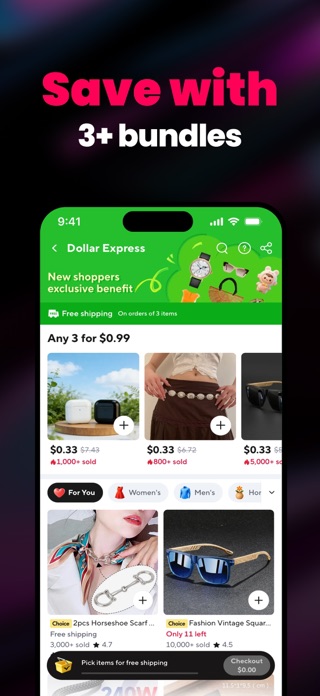 Save with
3+ bundles
9:41
Dollar Express
New shoppers
exclusive benefit
Free shipping On orders of 3 items
Any 3 for $0.99
$0.33 $7.43
1,000+ sold
$0.33 $6.72
800+ sold
$0.33
5,000+ s
For You
Women's
Men's
Hor
Choice 2pcs Horseshoe Scarf ...
Free shipping
3,000+ sold ★ 4.7
Choice Fashion Vintage Squar...
Only 11 left
10,000+ sold ★ 4.5
Pick items for free shipping
Checkout
$0.00
240W